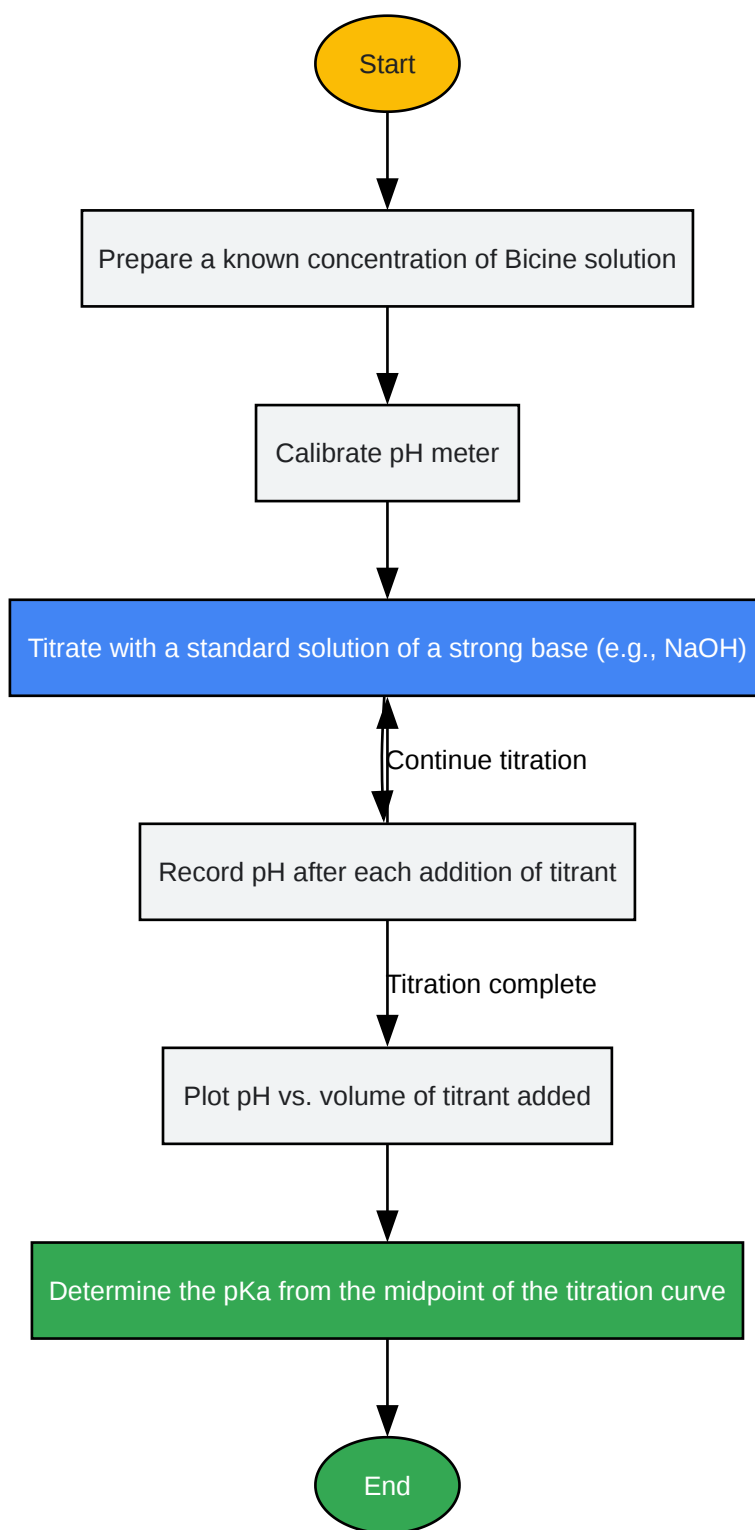 Start
Prepare a known concentration of Bicine solution
Calibrate pH meter
Titrate with a standard solution of a strong base (e.g., NaOH)
Continue titration
Record pH after each addition of titrant
Titration complete
Plot pH vs. volume of titrant added
Determine the pKa from the midpoint of the titration curve
End